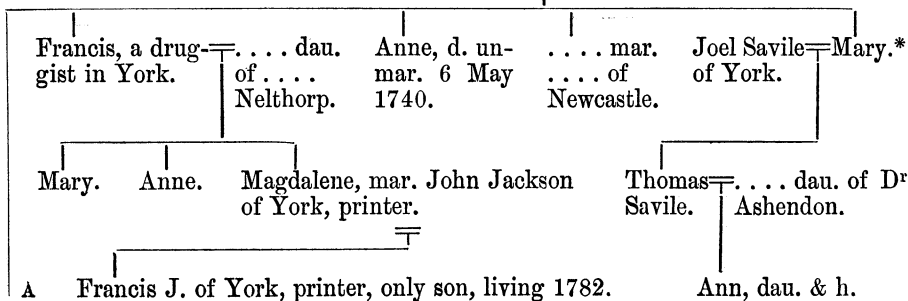 Francis, a drug-
gist in York.
. . . . dau.
of . . . .
Nelthorp.
Anne, d. un-
mar. 6 May
1740.
. . . . mar.
. . . . of
Newcastle.
Joel Savile
of York.
Mary.*
Mary.
Anne.
Magdalene, mar. John Jackson
of York, printer.
Thomas
Savile.
. . . . dau. of Dʳ
Ashendon.
A
Francis J. of York, printer, only son, living 1782.
Ann, dau. & h.